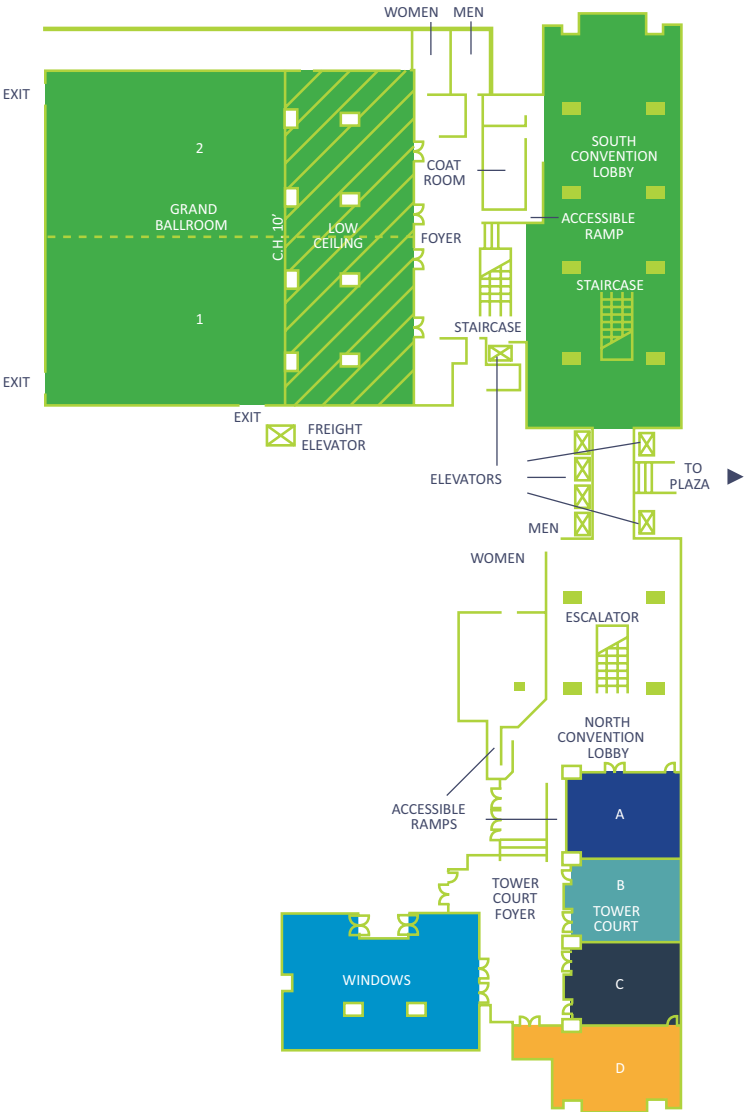 WOMEN MEN
EXIT
2
SOUTH
CONVENTION
LOBBY
COAT
ROOM
GRAND
BALLROOM
C.H. 10’
LOW
CEILING
FOYER
ACCESSIBLE
RAMP
STAIRCASE
1
STAIRCASE
EXIT
EXIT
FREIGHT
ELEVATOR
ELEVATORS
TO
PLAZA
MEN
WOMEN
ESCALATOR
NORTH
CONVENTION
LOBBY
ACCESSIBLE
RAMPS
A
TOWER
COURT
FOYER
B
TOWER
COURT
WINDOWS
C
D